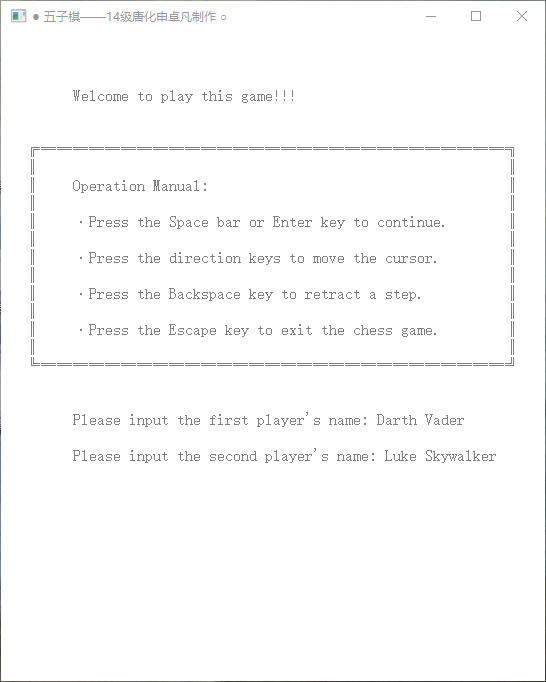 ● 五子棋——14级唐化申卓凡制作 ○
Welcome to play this game!!!
Operation Manual:
·Press the Space bar or Enter key to continue.
·Press the direction keys to move the cursor.
·Press the Backspace key to retract a step.
·Press the Escape key to exit the chess game.
Please input the first player's name: Darth Vader
Please input the second player's name: Luke Skywalker